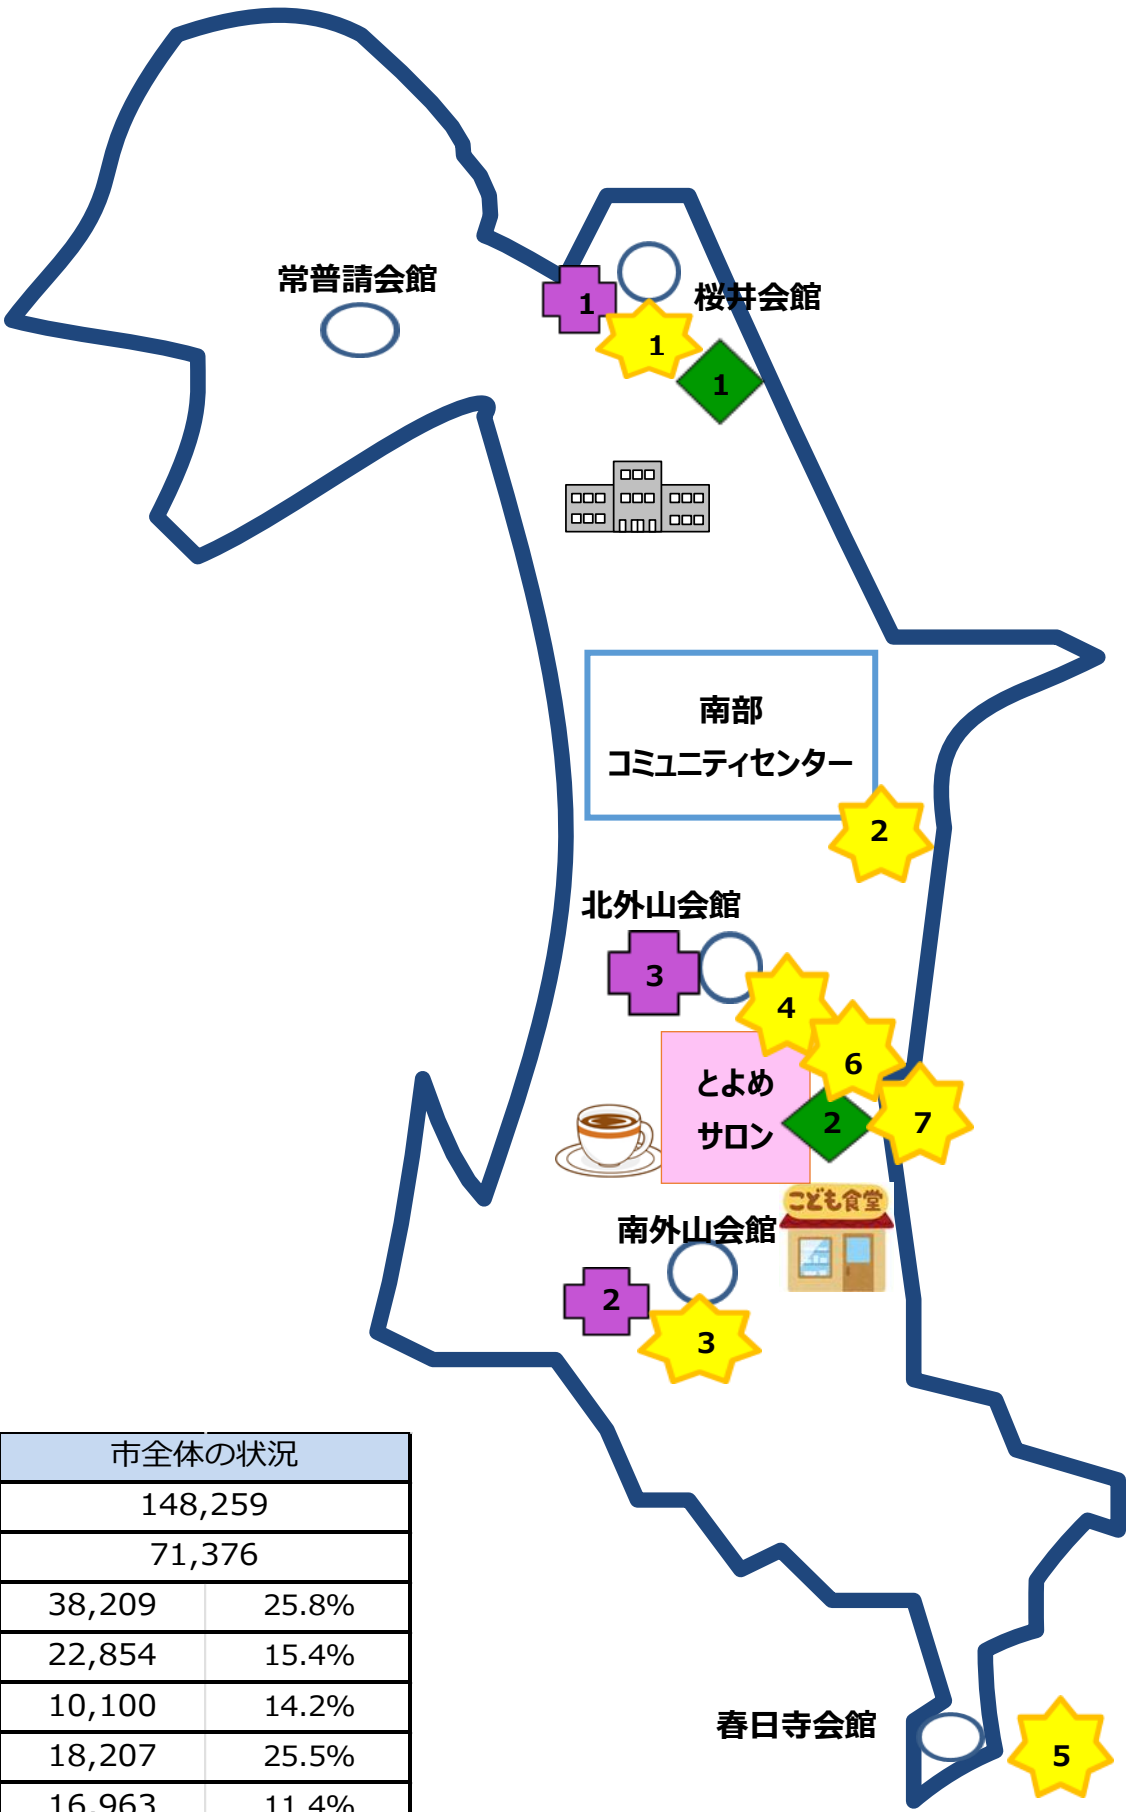 常普請会館
桜井会館
1
1
1
南部
コミュニティセンター
2
北外山会館
3
4
6
7
とよめ
サロン
2
こども食堂
南外山会館
2
3
市全体の状況
148,259
71,376
38,209 25.8%
22,854 15.4%
10,100 14.2%
18,207 25.5%
16,963 11.4%
春日寺会館
5